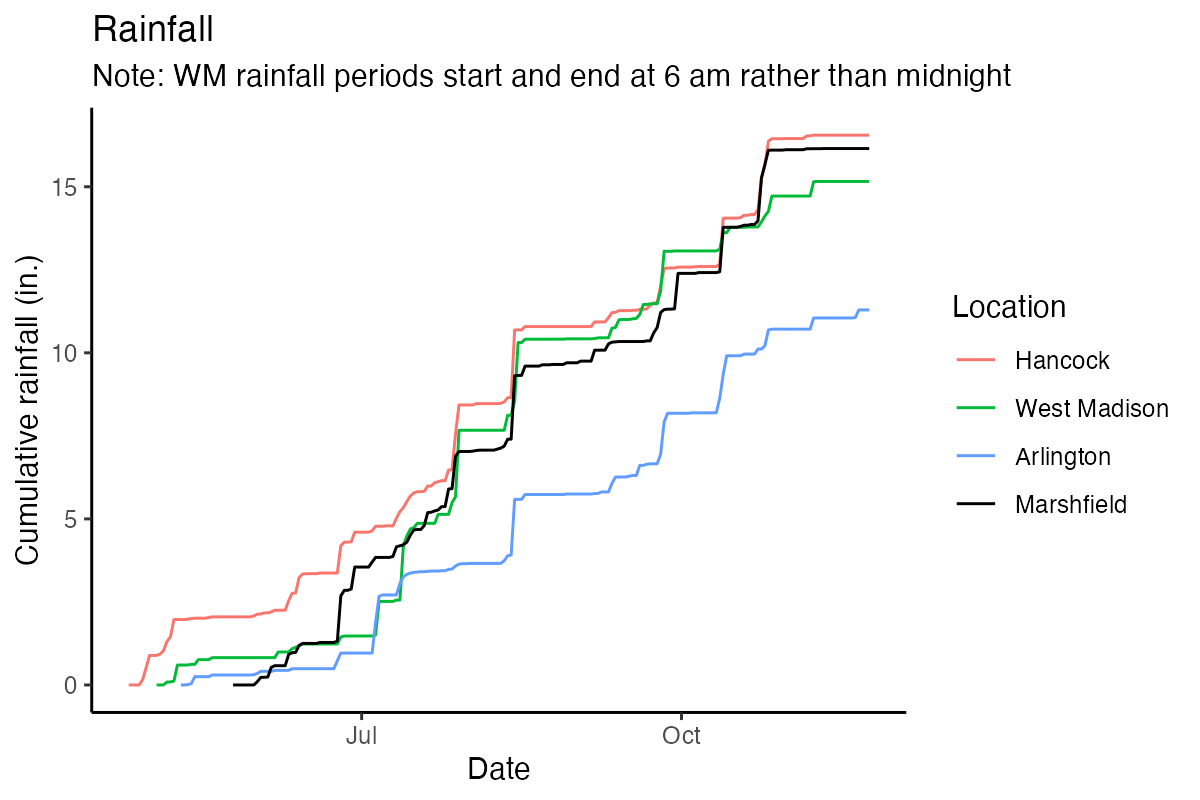 Rainfall
Note: WM rainfall periods start and end at 6 am rather than midnight
Cumulative rainfall (in.)
15
10
5
0
Jul
Oct
Date
Location
Hancock
West Madison
Arlington
Marshfield